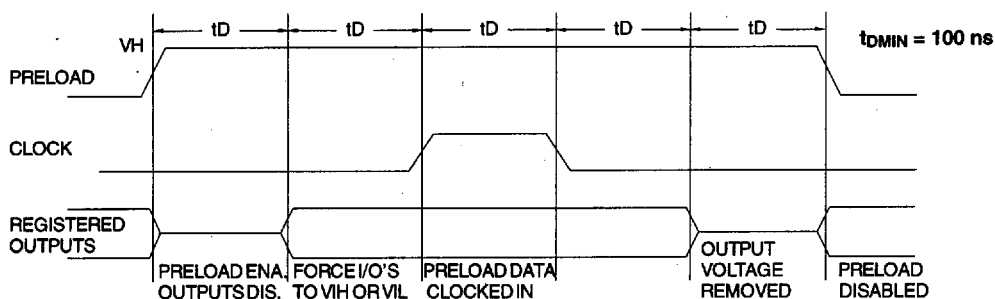 tD tD tD tD tD
VH
tDMIN = 100 ns
PRELOAD
CLOCK
REGISTERED
OUTPUTS
PRELOAD ENA.
OUTPUTS DIS.
FORCE I/O'S
TO VIH OR VIL
PRELOAD DATA
CLOCKED IN
OUTPUT
VOLTAGE
REMOVED
PRELOAD
DISABLED